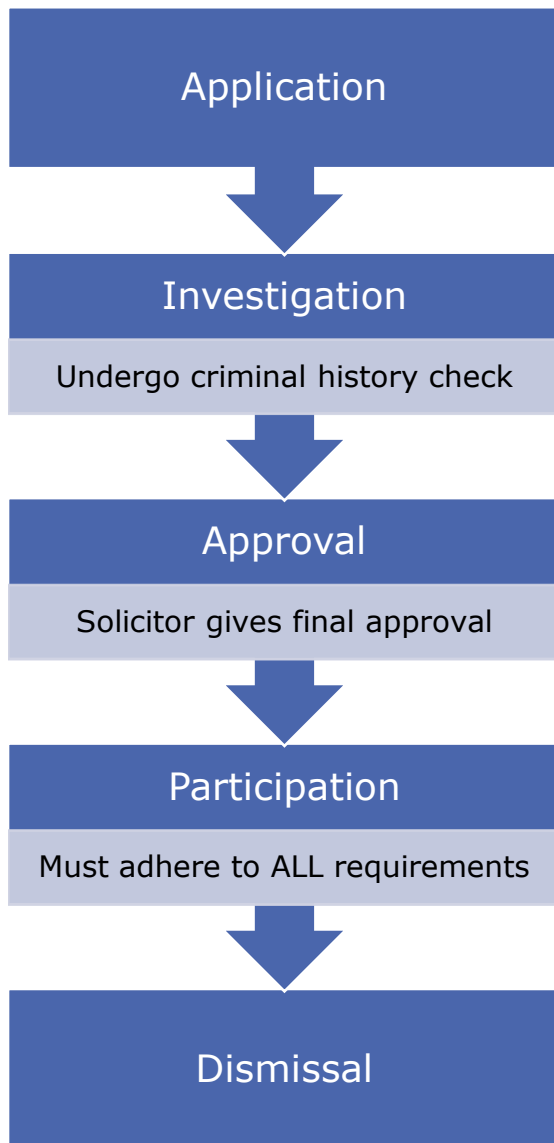 Application
Investigation
Undergo criminal history check
Approval
Solicitor gives final approval
Participation
Must adhere to ALL requirements
Dismissal